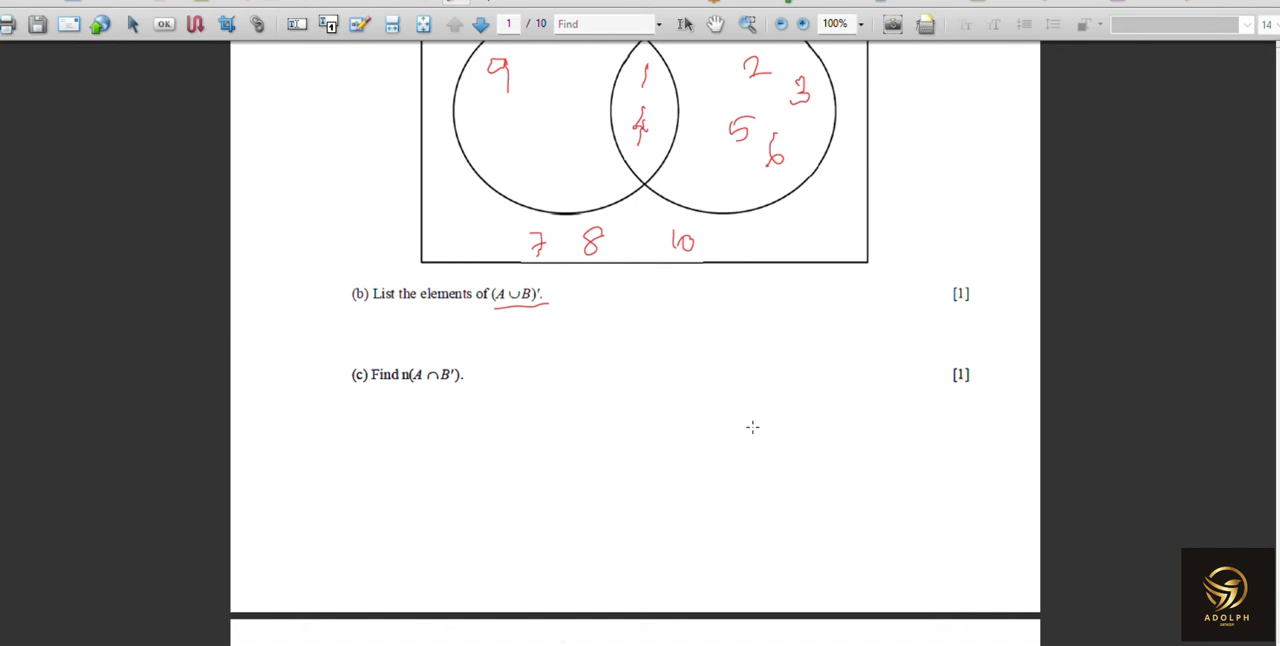 1 / 10 Find 100% 14
9 1 2
3
4 5
6
7 8 10
(b) List the elements of (A ∪ B)′. [1]
(c) Find n(A ∩ B′). [1]
ADOLPH